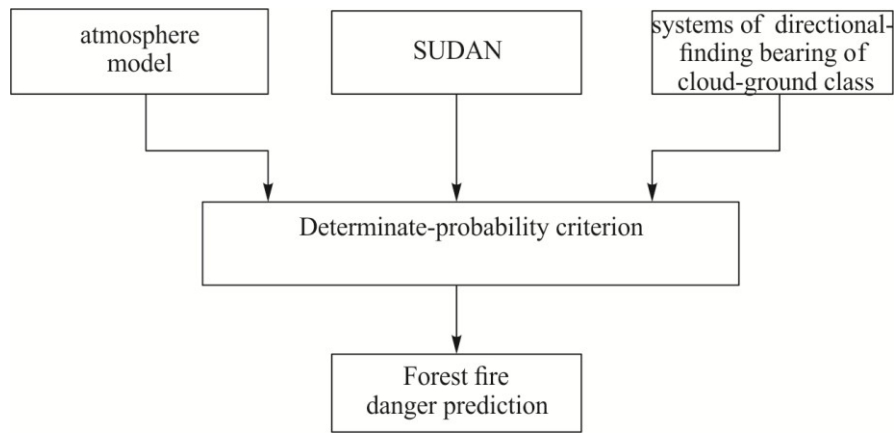 atmosphere
model
SUDAN
systems of directional-
finding bearing of
cloud-ground class
Determinate-probability criterion
Forest fire
danger prediction